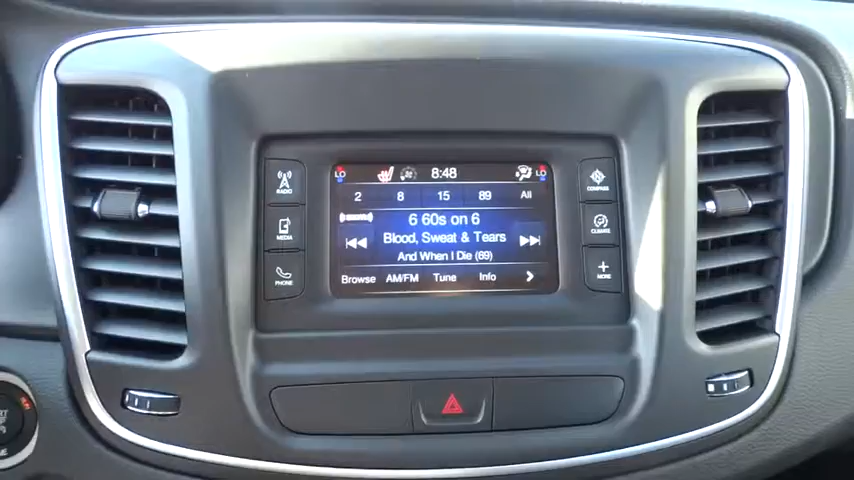 LO 8:48 LO
2 8 15 89 All
6 60s on 6
Blood, Sweat & Tears
And When I Die (69)
Browse AM/FM Tune Info
RADIO
MEDIA
PHONE
COMPASS
CLIMATE
MORE